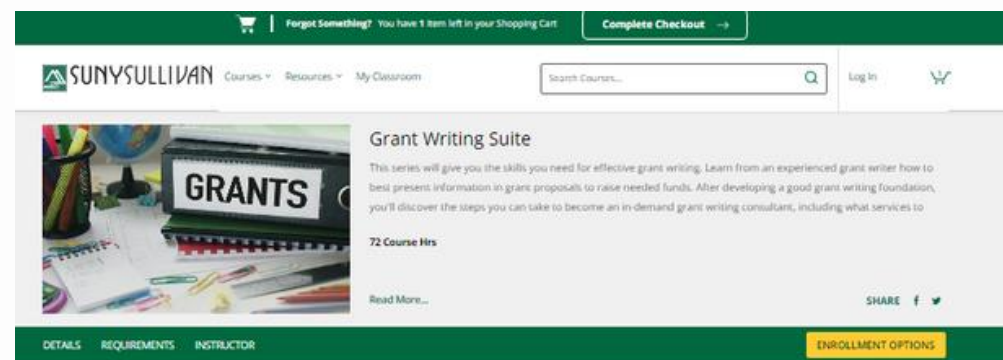 Forgot Something? You have 1 item left in your Shopping Cart Complete Checkout →
SUNYSULLIVAN Courses Resources My Classroom Search Courses... Log In
GRANTS
Grant Writing Suite
This series will give you the skills you need for effective grant writing. Learn from an experienced grant writer how to
best present information in grant proposals to raise needed funds. After developing a good grant writing foundation,
you'll discover the steps you can take to become an in-demand grant writing consultant, including what services to
72 Course Hrs
Read More...
SHARE
DETAILS REQUIREMENTS INSTRUCTOR ENROLLMENT OPTIONS